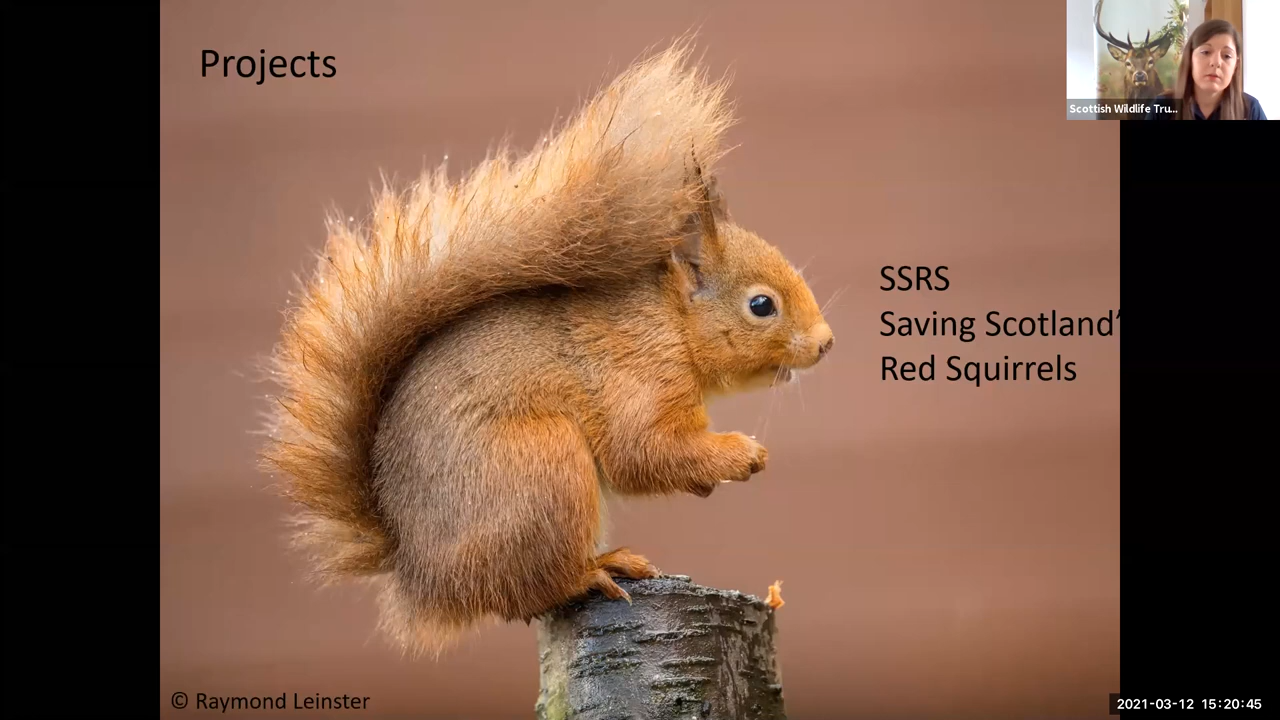 Projects
Scottish Wildlife Tru...
SSRS
Saving Scotland'
Red Squirrels
© Raymond Leinster
2021-03-12 15:20:45